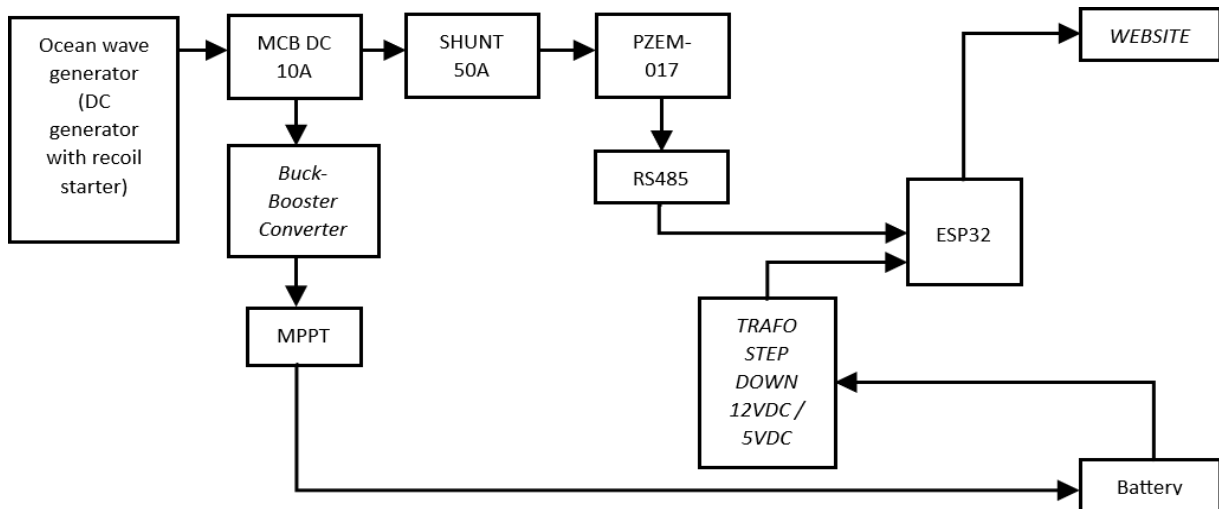 Ocean wave
generator
(DC
generator
with recoil
starter)
MCB DC
10A
SHUNT
50A
PZEM-
017
WEBSITE
Buck-
Booster
Converter
RS485
ESP32
MPPT
TRAFO
STEP
DOWN
12VDC /
5VDC
Battery